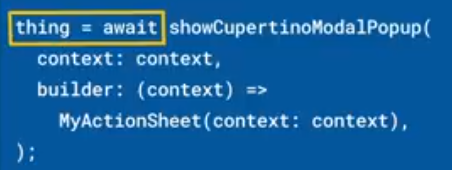 thing = await showCupertinoModalPopup(
  context: context,
  builder: (context) =>
    MyActionSheet(context: context),
);